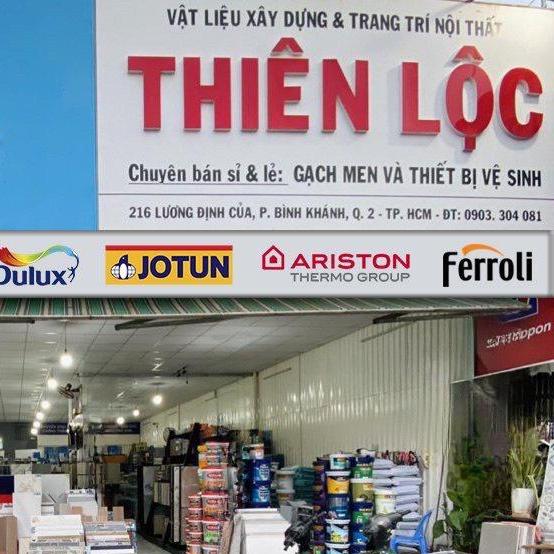 VẬT LIỆU XÂY DỰNG & TRANG TRÍ NỘI THẤT
THIÊN LỘC
Chuyên bán sỉ & lẻ: GẠCH MEN VÀ THIẾT BỊ VỆ SINH
216 LƯƠNG ĐỊNH CỦA, P. BÌNH KHÁNH, Q. 2 - TP. HCM - ĐT: 0903. 304 081
Dulux JOTUN ARISTON THERMO GROUP Ferroli